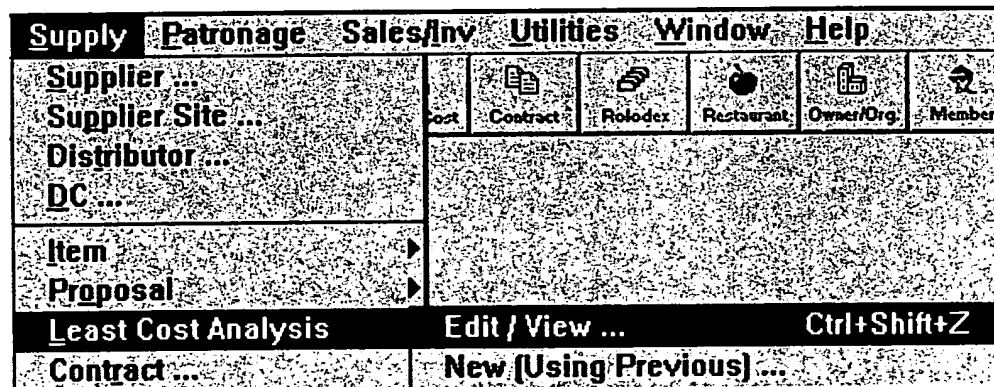 Supply Patronage Sales/Inv Utilities Window Help
Supplier ...
Supplier Site ...
Distributor ...
DC ...
Cost Contract Rolodex Restaurant Owner/Org. Member
Item
Proposal
Least Cost Analysis Edit / View ... Ctrl+Shift+Z
Contract ... New (Using Previous) ...